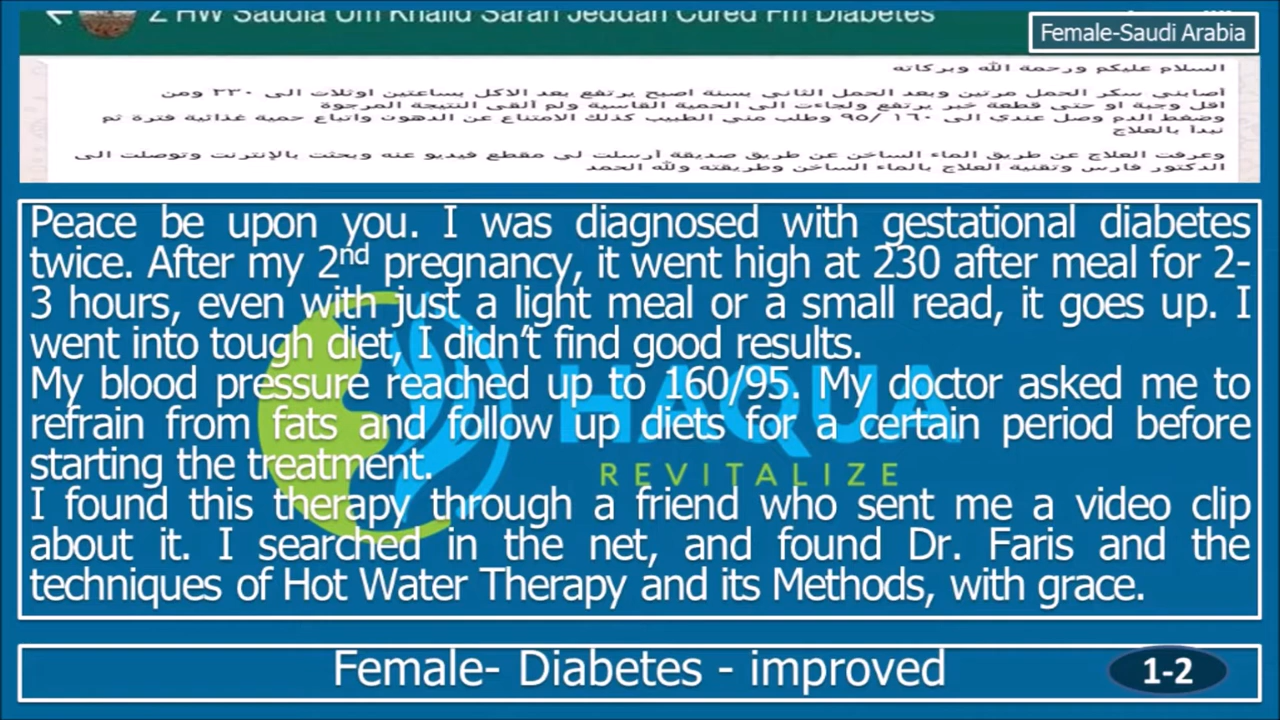 2 HW Saudia Um Khalid Sarah Jeddah Cured Fm Diabetes
Female-Saudi Arabia
السلام عليكم ورحمة الله وبركاته
أصابني سكر الحمل مرتين وبعد الحمل الثاني بسنة اصبح يرتفع بعد الاكل بساعتين اوثلاث الى ٢٣٠ ومن
اقل وجبة او حتى قطعة خبز يرتفع ولجاءت الى الحمية القاسية ولم ألقى النتيجة المرجوة
وضغط الدم وصل عندي الى ١٦٠ /٩٥ وطلب مني الطبيب كذلك الامتناع عن الدهون واتباع حمية غذائية فترة ثم
نبدأ بالعلاج
وعرفت العلاج عن طريق الماء الساخن عن طريق صديقة أرسلت لي مقطع فيديو عنه وبحثت بالإنترنت وتوصلت الى
الدكتور فارس وتقنية العلاج بالماء الساخن وطريقته ولله الحمد
Peace be upon you. I was diagnosed with gestational diabetes
twice. After my 2nd pregnancy, it went high at 230 after meal for 2-
3 hours, even with just a light meal or a small read, it goes up. I
went into tough diet, I didn't find good results.
My blood pressure reached up to 160/95. My doctor asked me to
refrain from fats and follow up diets for a certain period before
starting the treatment.
I found this therapy through a friend who sent me a video clip
about it. I searched in the net, and found Dr. Faris and the
techniques of Hot Water Therapy and its Methods, with grace.
HAQUA
REVITALIZE
Female- Diabetes - improved
1-2